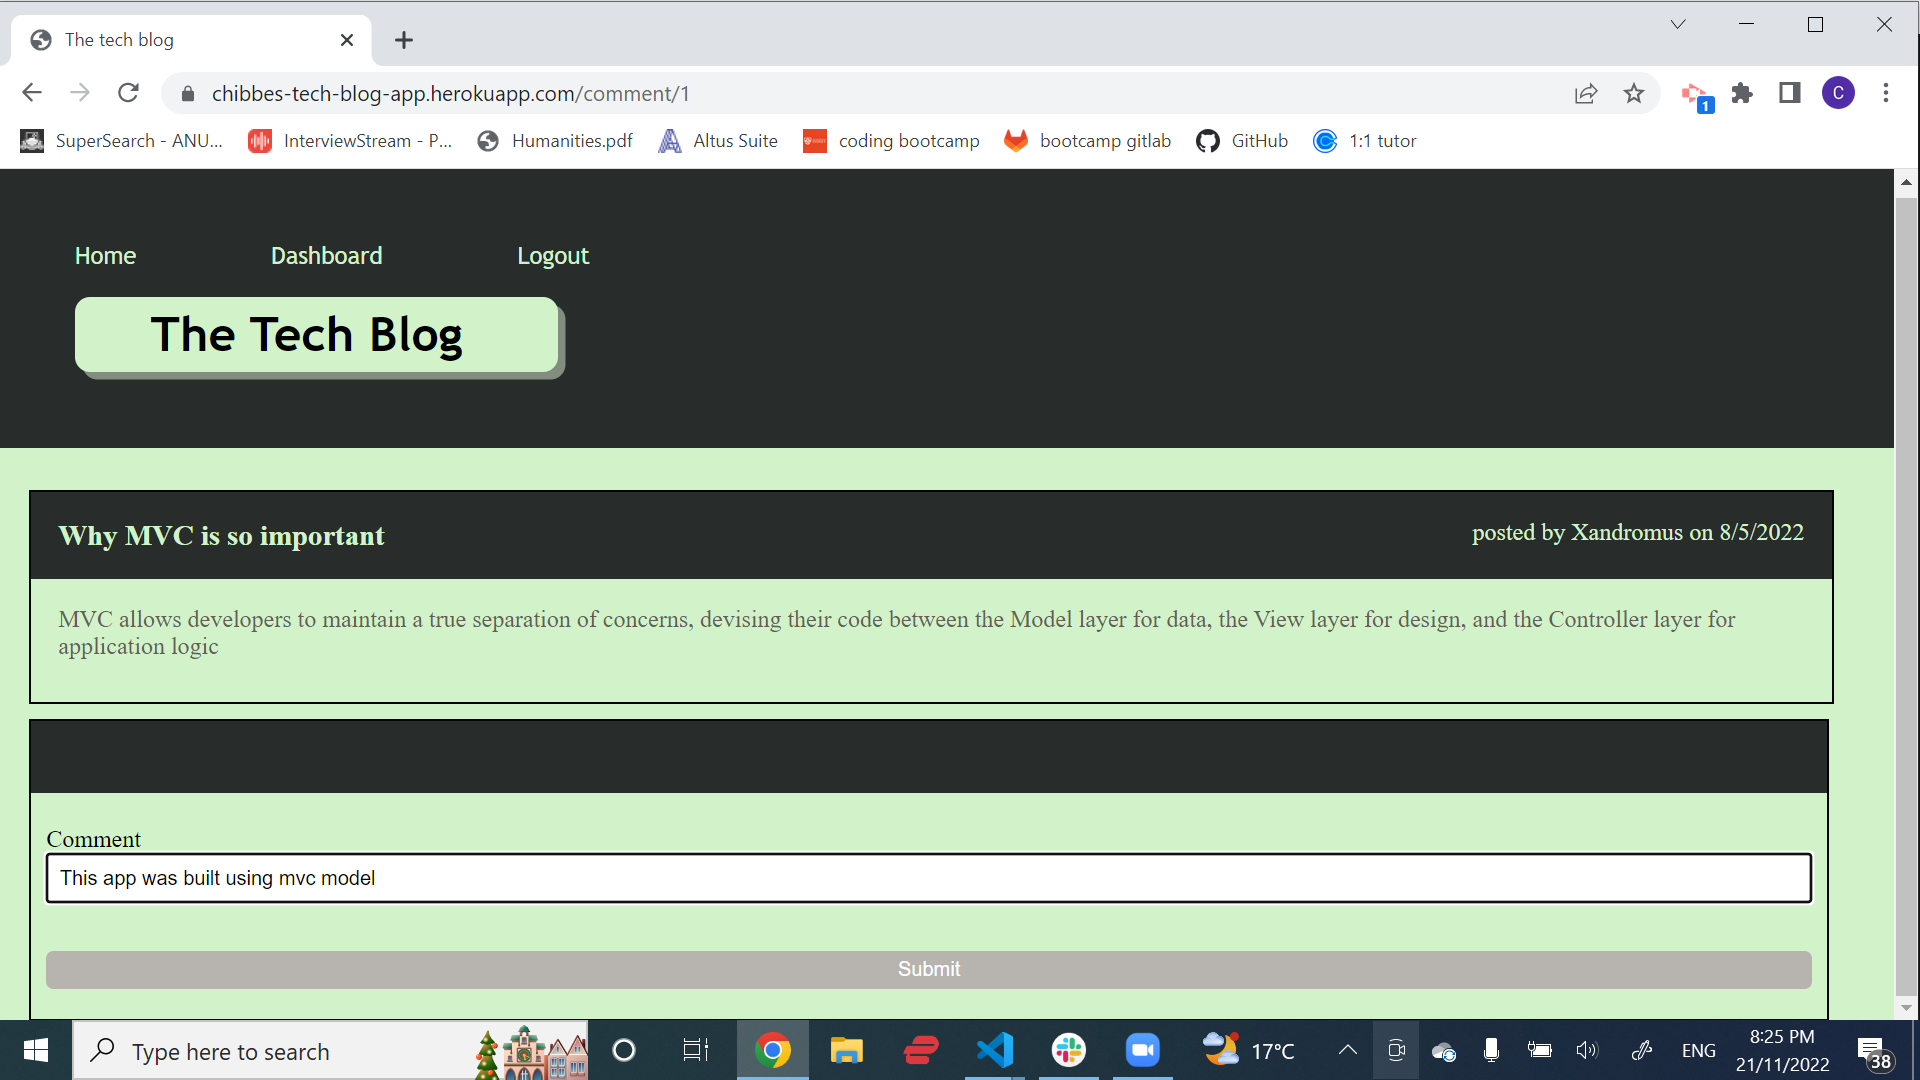 The tech blog
chibbes-tech-blog-app.herokuapp.com/comment/1
1
C
SuperSearch - ANU...
InterviewStream - P...
Humanities.pdf
Altus Suite
coding bootcamp
bootcamp gitlab
GitHub
1:1 tutor
Home
Dashboard
Logout
The Tech Blog
Why MVC is so important
posted by Xandromus on 8/5/2022
MVC allows developers to maintain a true separation of concerns, devising their code between the Model layer for data, the View layer for design, and the Controller layer for
application logic
Comment
This app was built using mvc model
Submit
Type here to search
17°C
ENG
8:25 PM
21/11/2022
38